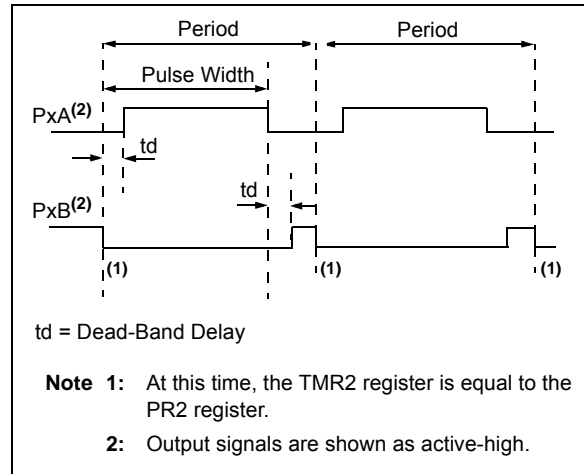 Period
Period
Pulse Width
PxA(2)
td
td
PxB(2)
(1)
(1)
(1)
td = Dead-Band Delay
Note 1: At this time, the TMR2 register is equal to the
PR2 register.
2: Output signals are shown as active-high.